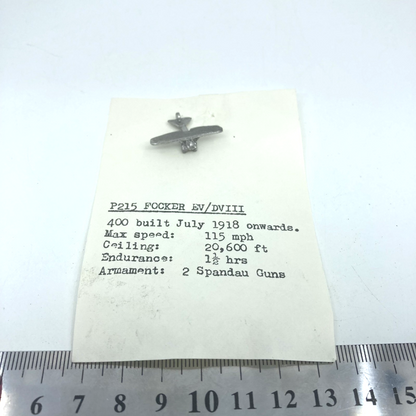 P215 FOCKER EV/DVIII
400 built July 1918 onwards.
Max speed: 115 mph
Ceiling: 20,600 ft
Endurance: 1½ hrs
Armament: 2 Spandau Guns
6 7 8 9 10 11 12 13 14 15